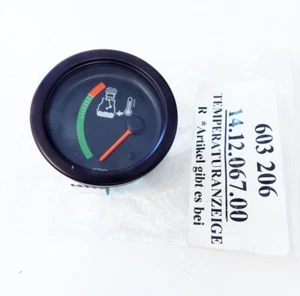 603 206
14.12.067.00
TEMPERATURANZEIGE
R *Artikel gibt es bei